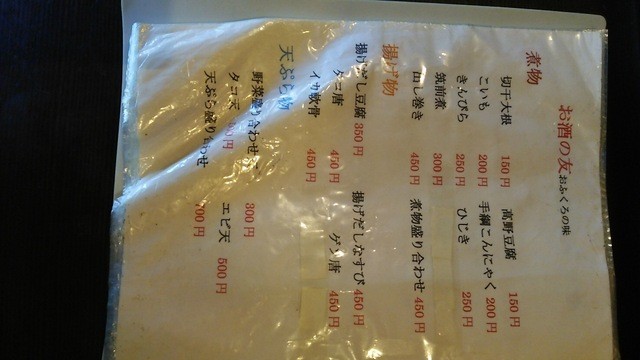 お酒の友 おふくろの味
煮物
切干大根 150円 高野豆腐 150円
こいも 200円 手綱こんにゃく 200円
きんぴら 250円 ひじき 250円
筑前煮 300円
出し巻き 450円 煮物盛り合わせ 450円
揚げ物
揚げだし豆腐 350円 揚げだしなすび 450円
タコ唐 450円 ゲソ唐 450円
イカ軟骨 450円
天ぷら物
野菜盛り合わせ 300円
タコ天 エビ天 500円
天ぷら盛り合わせ 700円